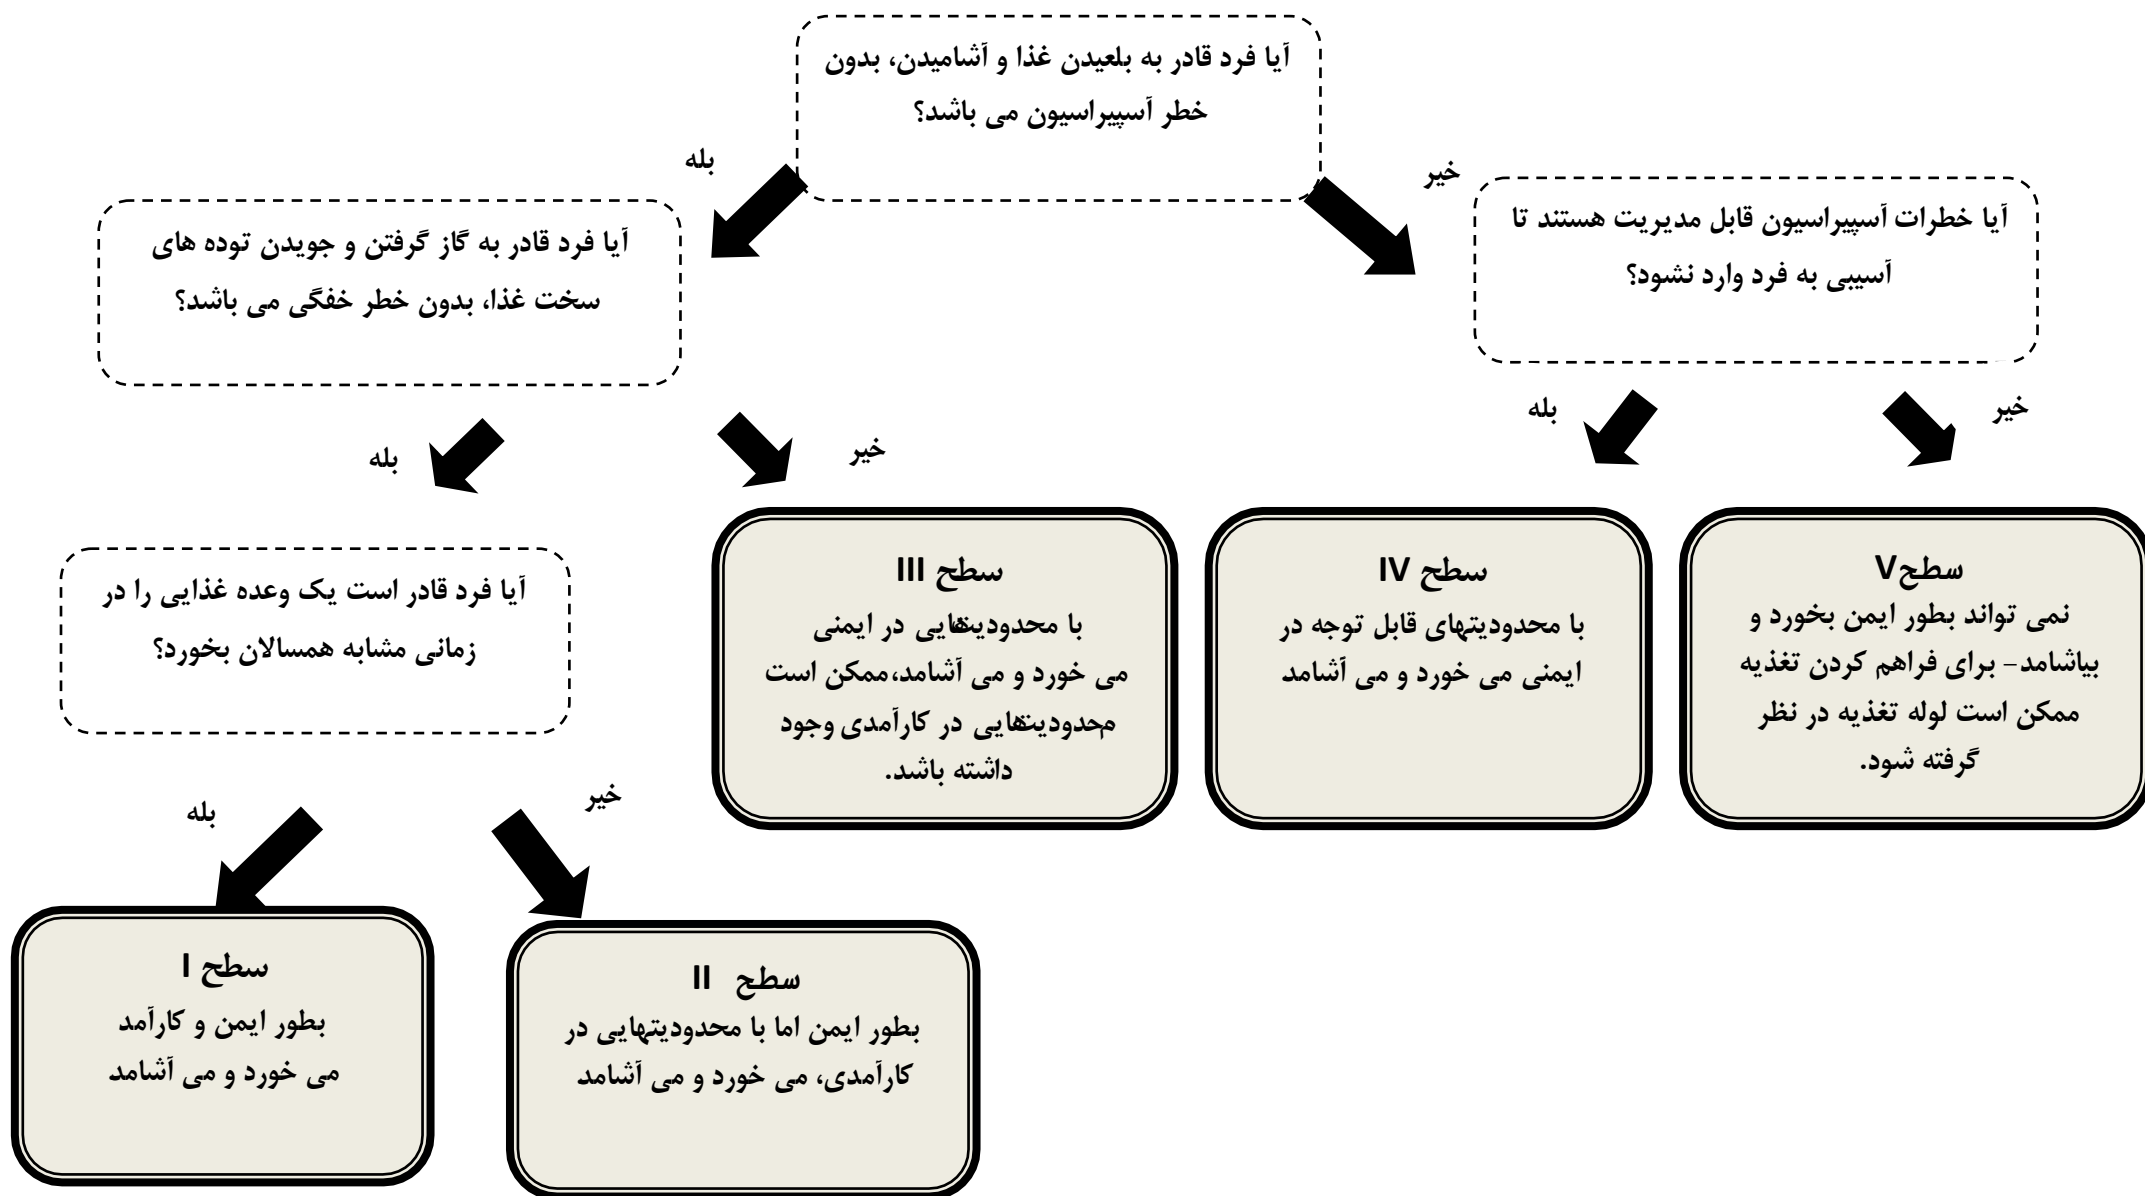 آیا فرد قادر به بلعیدن غذا و آشامیدن، بدون
خطر آسپیراسیون می باشد؟
بله
خیر
آیا فرد قادر به گاز گرفتن و جویدن توده های
سخت غذا، بدون خطر خفگی می باشد؟
آیا خطرات آسپیراسیون قابل مدیریت هستند تا
آسیبی به فرد وارد نشود؟
بله
خیر
بله
خیر
آیا فرد قادر است یک وعده غذایی را در
زمانی مشابه همسالان بخورد؟
سطح III
با محدودیتهایی در ایمنی
می خورد و می آشامد،ممکن است
محدودیتهایی در کارآمدی وجود
داشته باشد.
سطح IV
با محدودیتهای قابل توجه در
ایمنی می خورد و می آشامد
سطحV
نمی تواند بطور ایمن بخورد و
بیاشامد- برای فراهم کردن تغذیه
ممکن است لوله تغذیه در نظر
گرفته شود.
بله
خیر
سطح I
بطور ایمن و کارآمد
می خورد و می آشامد
سطح II
بطور ایمن اما با محدودیتهایی در
کارآمدی، می خورد و می آشامد